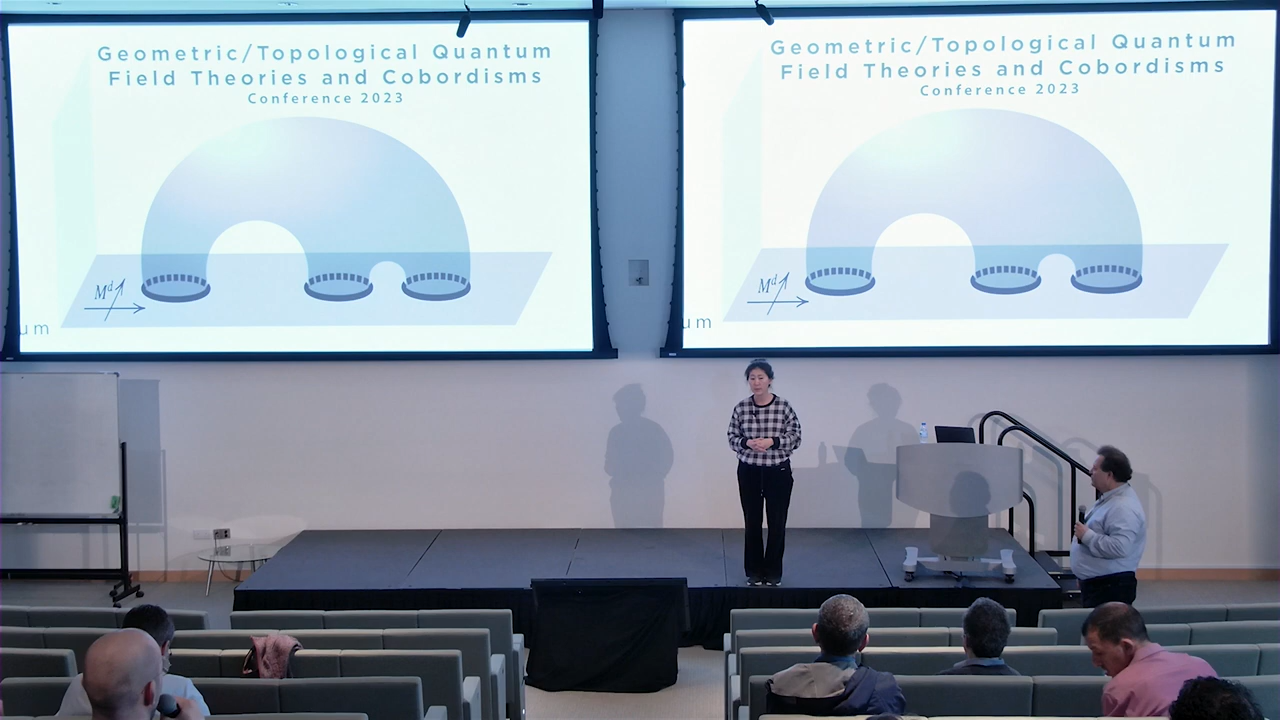 Geometric/Topological Quantum
Field Theories and Cobordisms
Conference 2023
M^d
um
Geometric/Topological Quantum
Field Theories and Cobordisms
Conference 2023
M^d
um